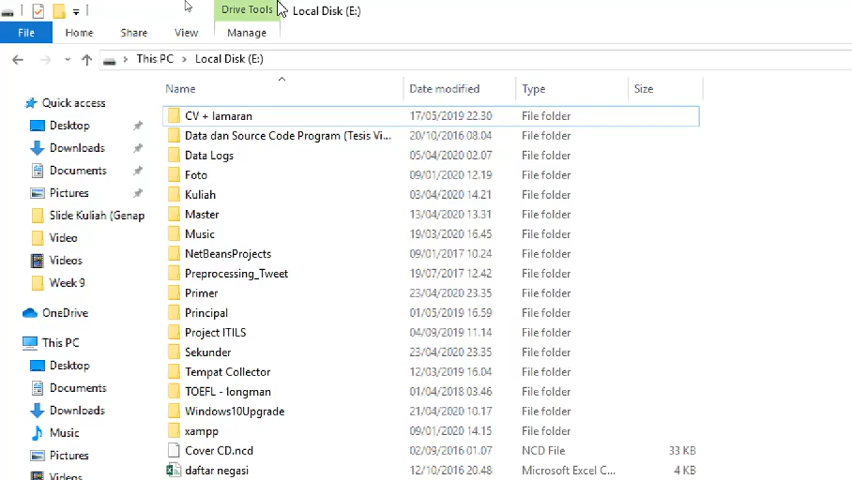 Drive Tools Local Disk (E:)
File Home Share View Manage
This PC Local Disk (E:)
Name Date modified Type Size
Quick access
Desktop
Downloads
Documents
Pictures
Slide Kuliah (Genap
Video
Videos
Week 9
OneDrive
This PC
Desktop
Documents
Downloads
Music
Pictures
Videos
CV + lamaran 17/05/2019 22.30 File folder
Data dan Source Code Program (Tesis Vi... 20/10/2016 08.04 File folder
Data Logs 05/04/2020 02.07 File folder
Foto 09/01/2020 12.19 File folder
Kuliah 03/04/2020 14.21 File folder
Master 13/04/2020 13.31 File folder
Music 19/03/2020 16.45 File folder
NetBeansProjects 09/01/2017 10.24 File folder
Preprocessing_Tweet 19/07/2017 12.42 File folder
Primer 23/04/2020 23.35 File folder
Principal 01/05/2019 16.59 File folder
Project ITILS 04/09/2019 11.14 File folder
Sekunder 23/04/2020 23.35 File folder
Tempat Collector 12/03/2019 16.04 File folder
TOEFL - longman 01/04/2018 03.46 File folder
Windows10Upgrade 21/04/2020 10.17 File folder
xampp 09/01/2020 14.15 File folder
Cover CD.ncd 02/09/2016 01.07 NCD File 33 KB
daftar negasi 12/10/2016 20.48 Microsoft Excel C... 4 KB